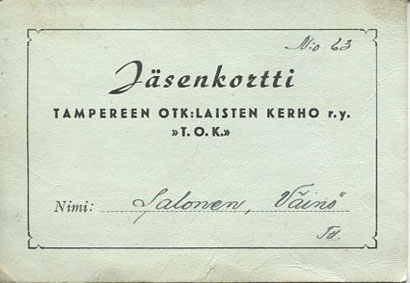 N:o 63
Jäsenkortti
TAMPEREEN OTK:LAISTEN KERHO r.y.
»T.O.K.»
Nimi: Salonen, Väinö